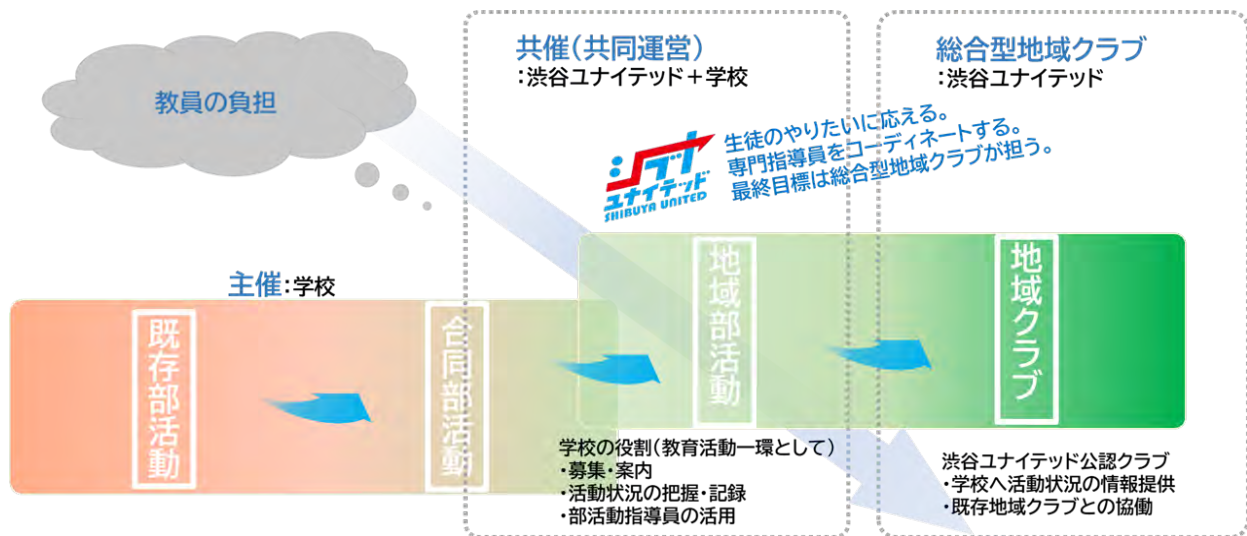 教員の負担
共催（共同運営）
：渋谷ユナイテッド＋学校
総合型地域クラブ
：渋谷ユナイテッド
シブヤ
ユナイテッド
SHIBUYA UNITED
生徒のやりたいに応える。
専門指導員をコーディネートする。
最終目標は総合型地域クラブが担う。
主催：学校
既存部活動
合同部活動
地域部活動
地域クラブ
学校の役割（教育活動一環として）
・募集・案内
・活動状況の把握・記録
・部活動指導員の活用
渋谷ユナイテッド公認クラブ
・学校へ活動状況の情報提供
・既存地域クラブとの協働